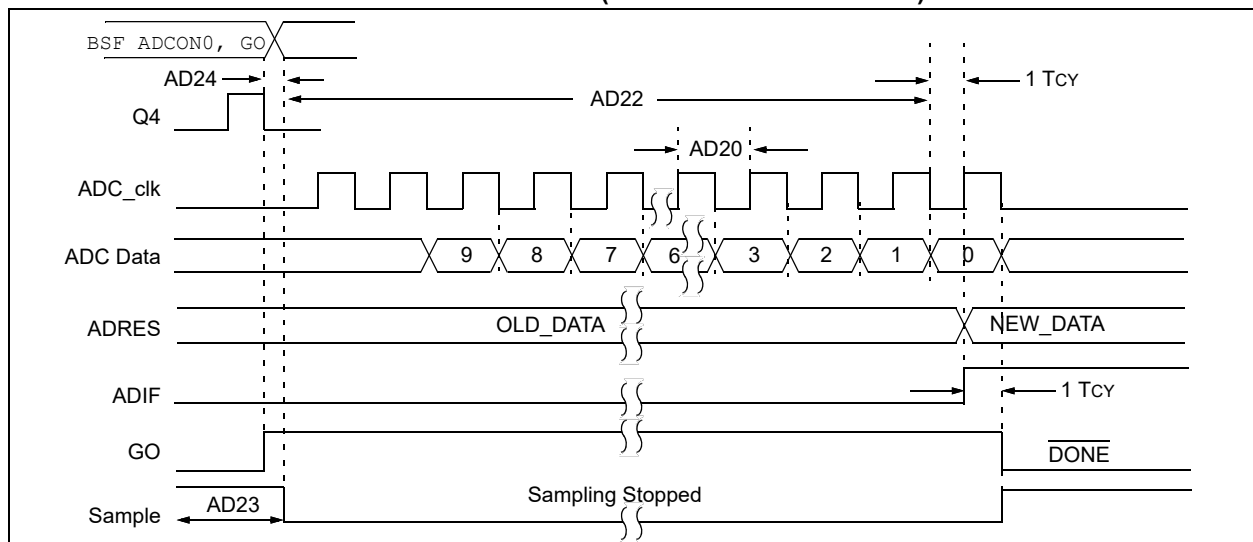 BSF ADCON0, GO
AD24
1 TCY
AD22
Q4
AD20
ADC_clk
ADC Data 9 8 7 6 3 2 1 0
ADRES OLD_DATA NEW_DATA
ADIF 1 TCY
GO DONE
Sampling Stopped
Sample AD23